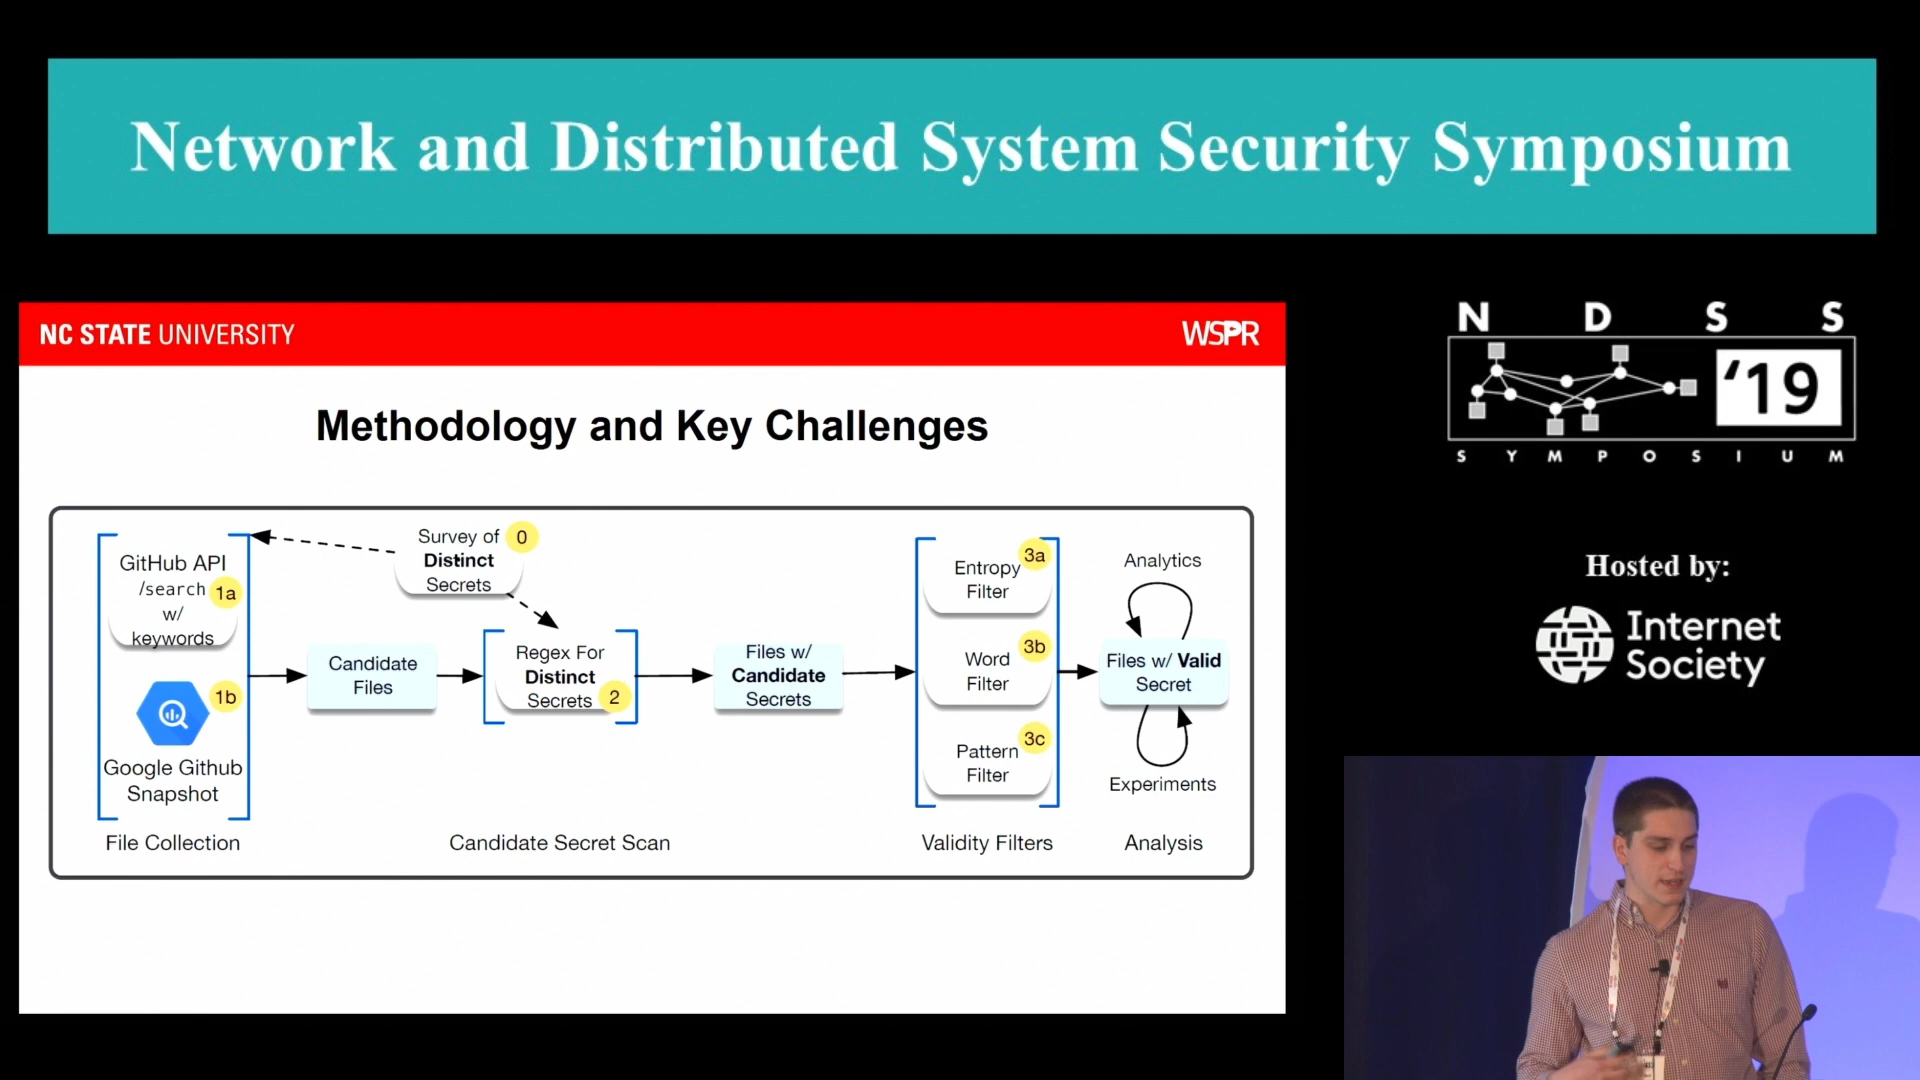 Network and Distributed System Security Symposium
NC STATE UNIVERSITY
WSPR
Methodology and Key Challenges
GitHub API
/search
w/
keywords
1a
1b
Google Github
Snapshot
File Collection
Survey of
Distinct
Secrets
0
Candidate
Files
Regex For
Distinct
Secrets
2
Candidate Secret Scan
Files w/
Candidate
Secrets
Entropy
Filter
3a
Word
Filter
3b
Pattern
Filter
3c
Validity Filters
Analytics
Files w/ Valid
Secret
Experiments
Analysis
N D S S
'19
S Y M P O S I U M
Hosted by:
Internet
Society